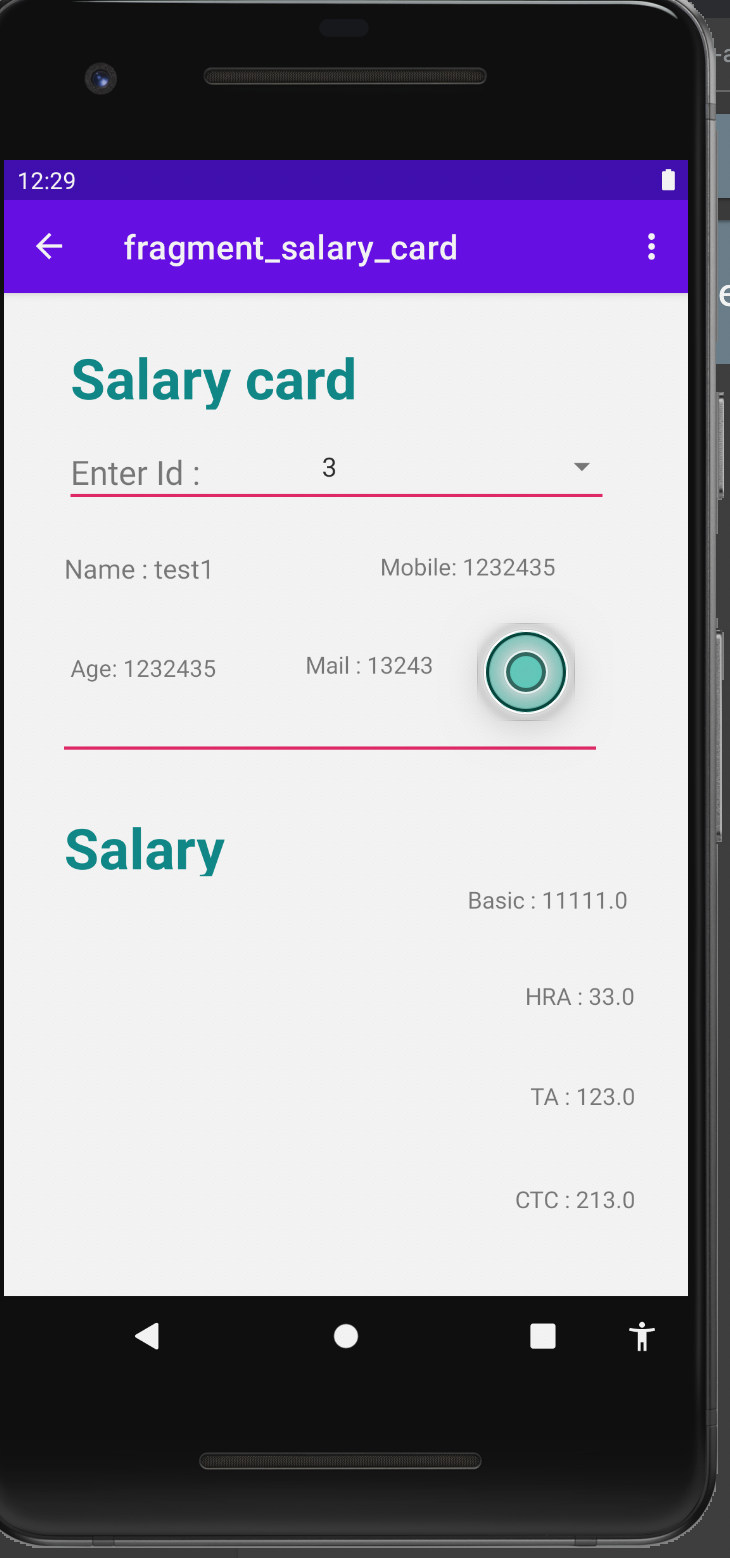 12:29
fragment_salary_card
Salary card
Enter Id : 3
Name : test1 Mobile: 1232435
Age: 1232435 Mail : 13243
Salary
Basic : 11111.0
HRA : 33.0
TA : 123.0
CTC : 213.0